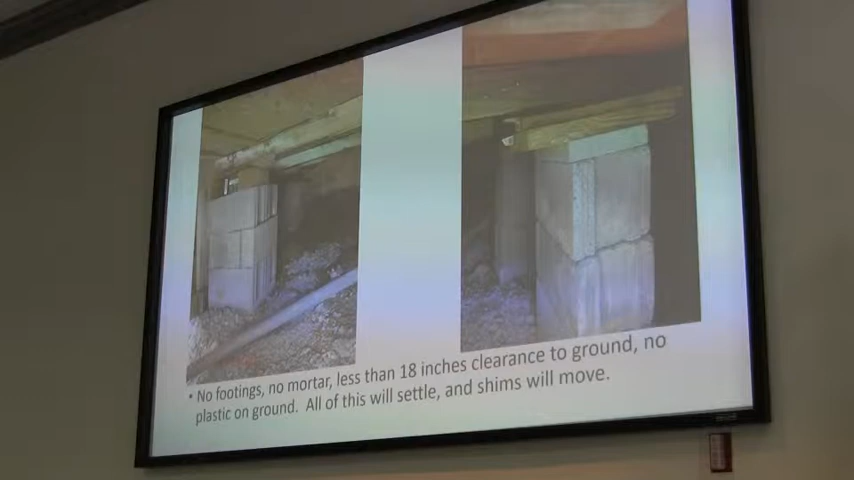 • No footings, no mortar, less than 18 inches clearance to ground, no
plastic on ground.  All of this will settle, and shims will move.